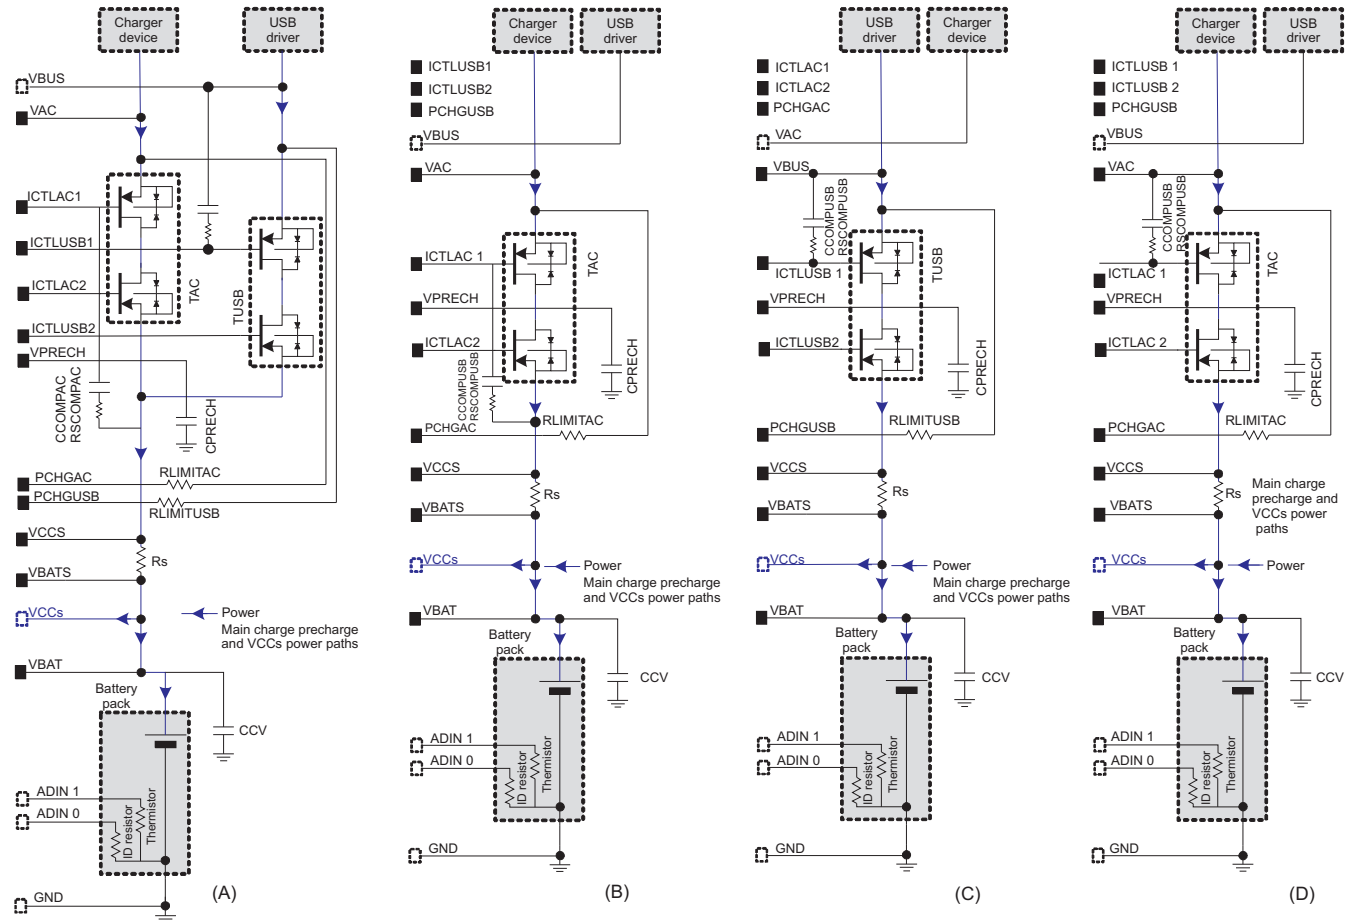 Charger
device
USB
driver
VBUS
VAC
ICTLAC1
ICTLUSB1
ICTLAC2
TAC
TUSB
ICTLUSB2
VPRECH
CCOMPAC
RSCOMPAC
CPRECH
PCHGAC
RLIMITAC
PCHGUSB
RLIMITUSB
VCCS
Rs
VBATS
VCCs
Power
Main charge precharge
and VCCs power paths
VBAT
Battery
pack
CCV
ADIN 1
ADIN 0
ID resistor
Thermistor
GND
(A)
Charger
device
USB
driver
ICTLUSB1
ICTLUSB2
PCHGUSB
VBUS
VAC
ICTLAC 1
TAC
VPRECH
ICTLAC2
CCOMPUSB
RSCOMPUSB
CPRECH
PCHGAC
RLIMITAC
VCCS
Rs
VBATS
VCCs
Power
Main charge precharge
and VCCs power paths
VBAT
Battery
pack
CCV
ADIN 1
ADIN 0
ID resistor
Thermistor
GND
(B)
USB
driver
Charger
device
ICTLAC1
ICTLAC2
PCHGAC
VAC
VBUS
CCOMPUSB
RSCOMPUSB
ICTLUSB 1
TUSB
VPRECH
ICTLUSB2
CPRECH
RLIMITUSB
PCHGUSB
VCCS
Rs
VBATS
VCCs
Power
Main charge precharge
and VCCs power paths
VBAT
Battery
pack
CCV
ADIN 1
ADIN 0
ID resistor
Thermistor
GND
(C)
Charger
device
USB
driver
ICTLUSB 1
ICTLUSB 2
PCHGUSB
VBUS
VAC
CCOMPUSB
RSCOMPUSB
ICTLAC 1
TAC
VPRECH
ICTLAC 2
CPRECH
RLIMITAC
PCHGAC
VCCS
Rs
Main charge
precharge and
VCCs power
paths
VBATS
VCCs
Power
VBAT
Battery
pack
CCV
ADIN 1
ADIN 0
ID resistor
Thermistor
GND
(D)